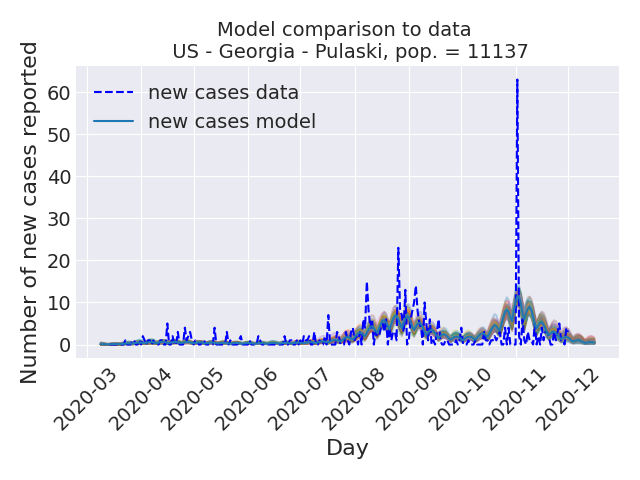 Model comparison to data
US - Georgia - Pulaski, pop. = 11137
Number of new cases reported
60
50
40
30
20
10
0
new cases data
new cases model
2020-03
2020-04
2020-05
2020-06
2020-07
2020-08
2020-09
2020-10
2020-11
2020-12
Day